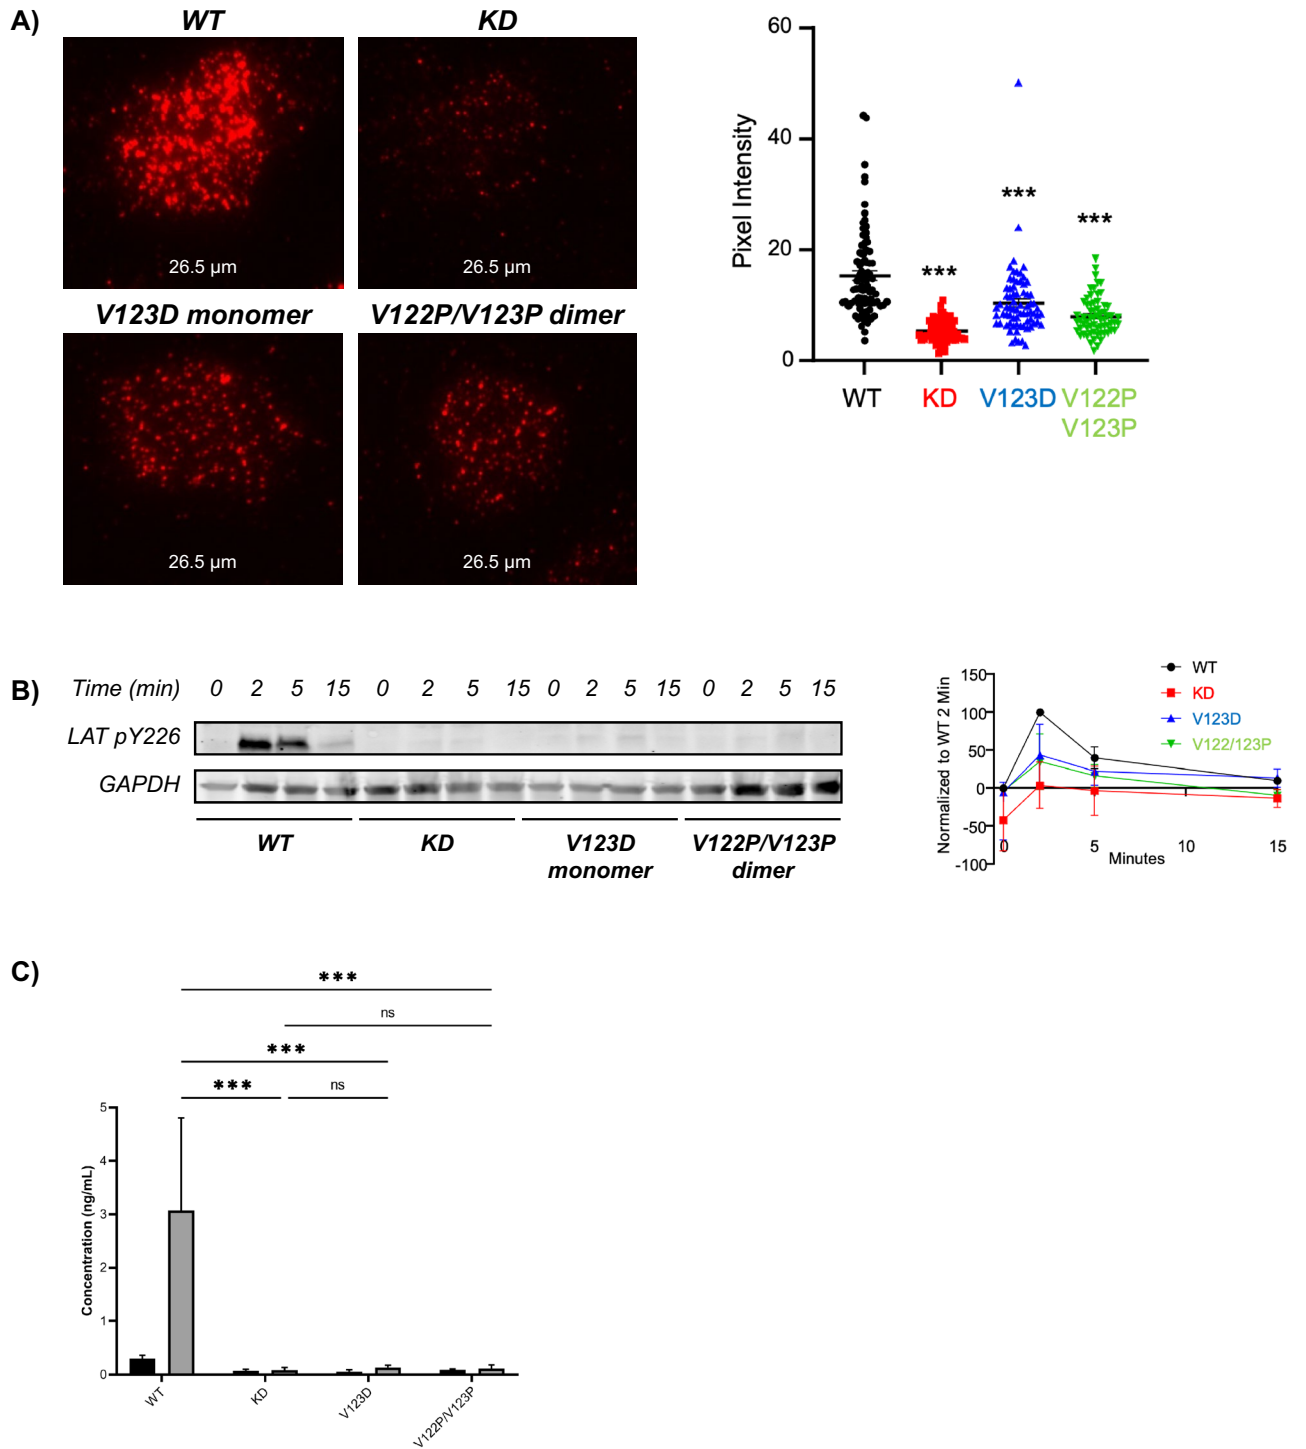 A)
WT
KD
26.5 µm
26.5 µm
V123D monomer
V122P/V123P dimer
26.5 µm
26.5 µm
Pixel Intensity
60
40
20
0
***
***
***
WT
KD
V123D
V122P
V123P
B)
Time (min) 0 2 5 15 0 2 5 15 0 2 5 15 0 2 5 15
LAT pY226
GAPDH
WT
KD
V123D
monomer
V122P/V123P
dimer
Normalized to WT 2 Min
150
100
50
0
-50
-100
0 5 10 15
Minutes
WT
KD
V123D
V122/123P
C)
***
ns
***
*** ns
Concentration (ng/mL)
5
4
3
2
1
0
WT
KD
V123D
V122P/V123P